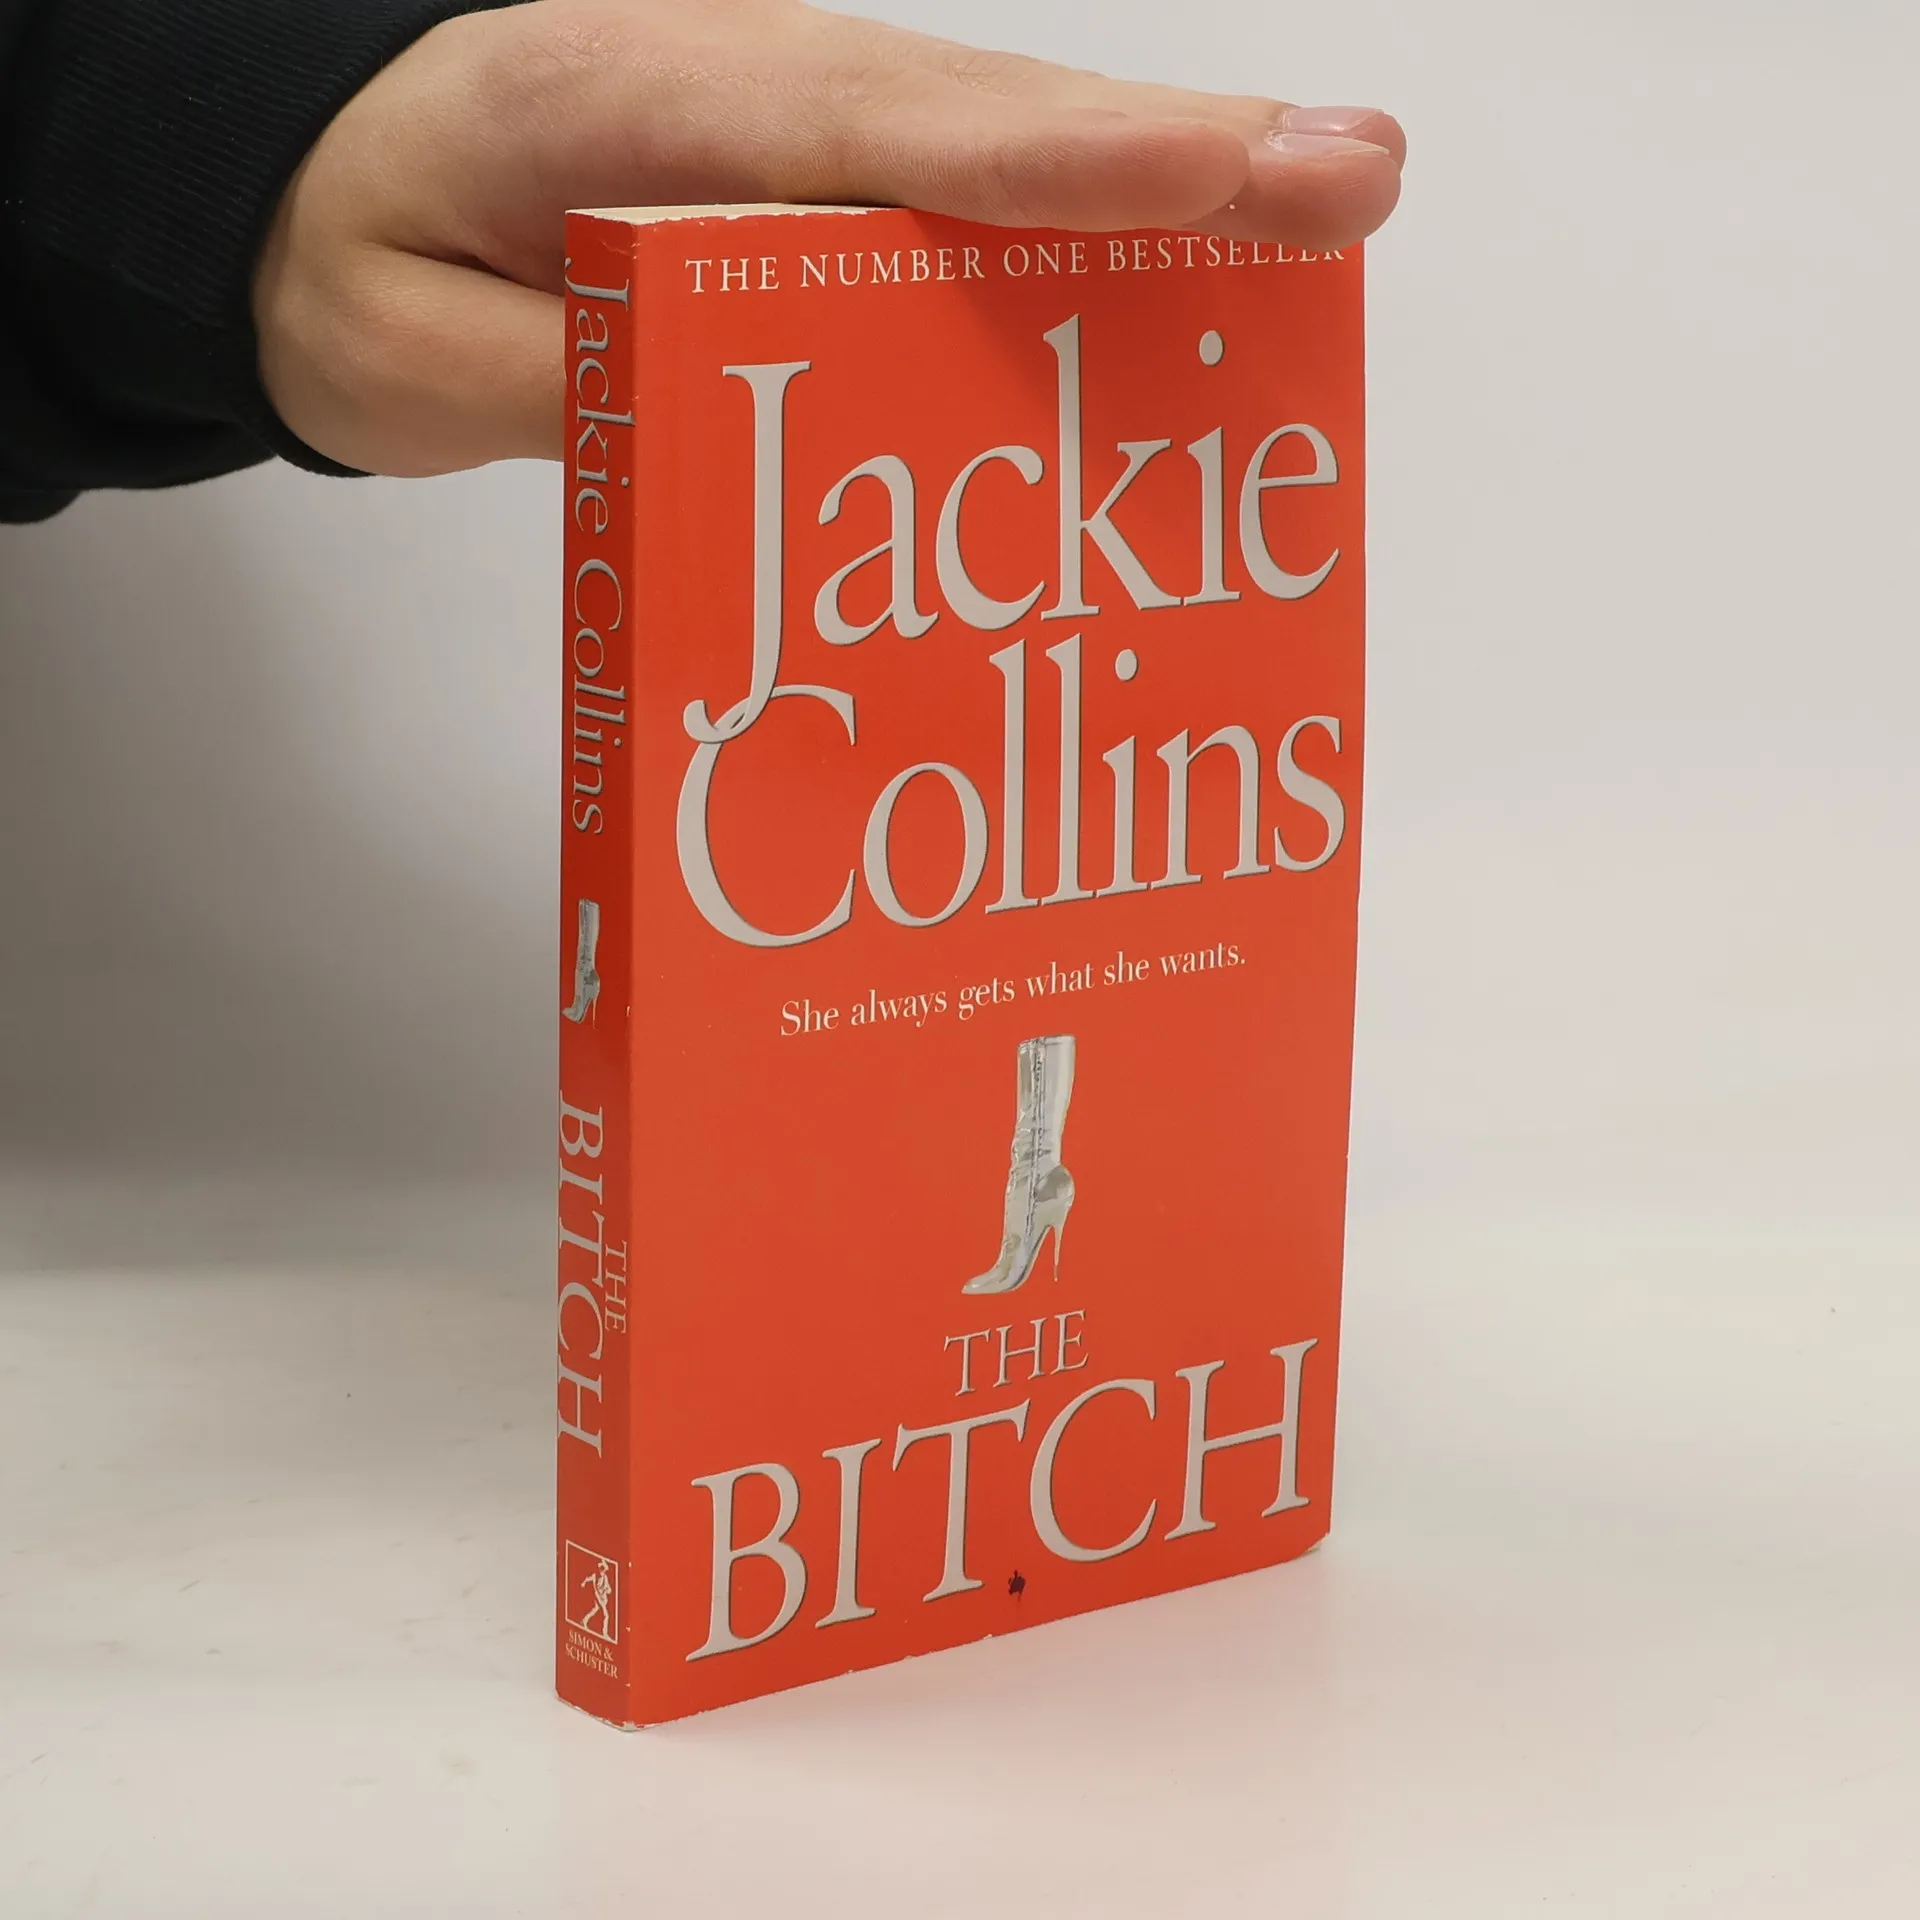 THE NUMBER ONE BESTSELLER
Jackie
Collins
She always gets what she wants.
THE
BITCH
Jackie Collins
THE
BITCH
SIMON &
SCHUSTER